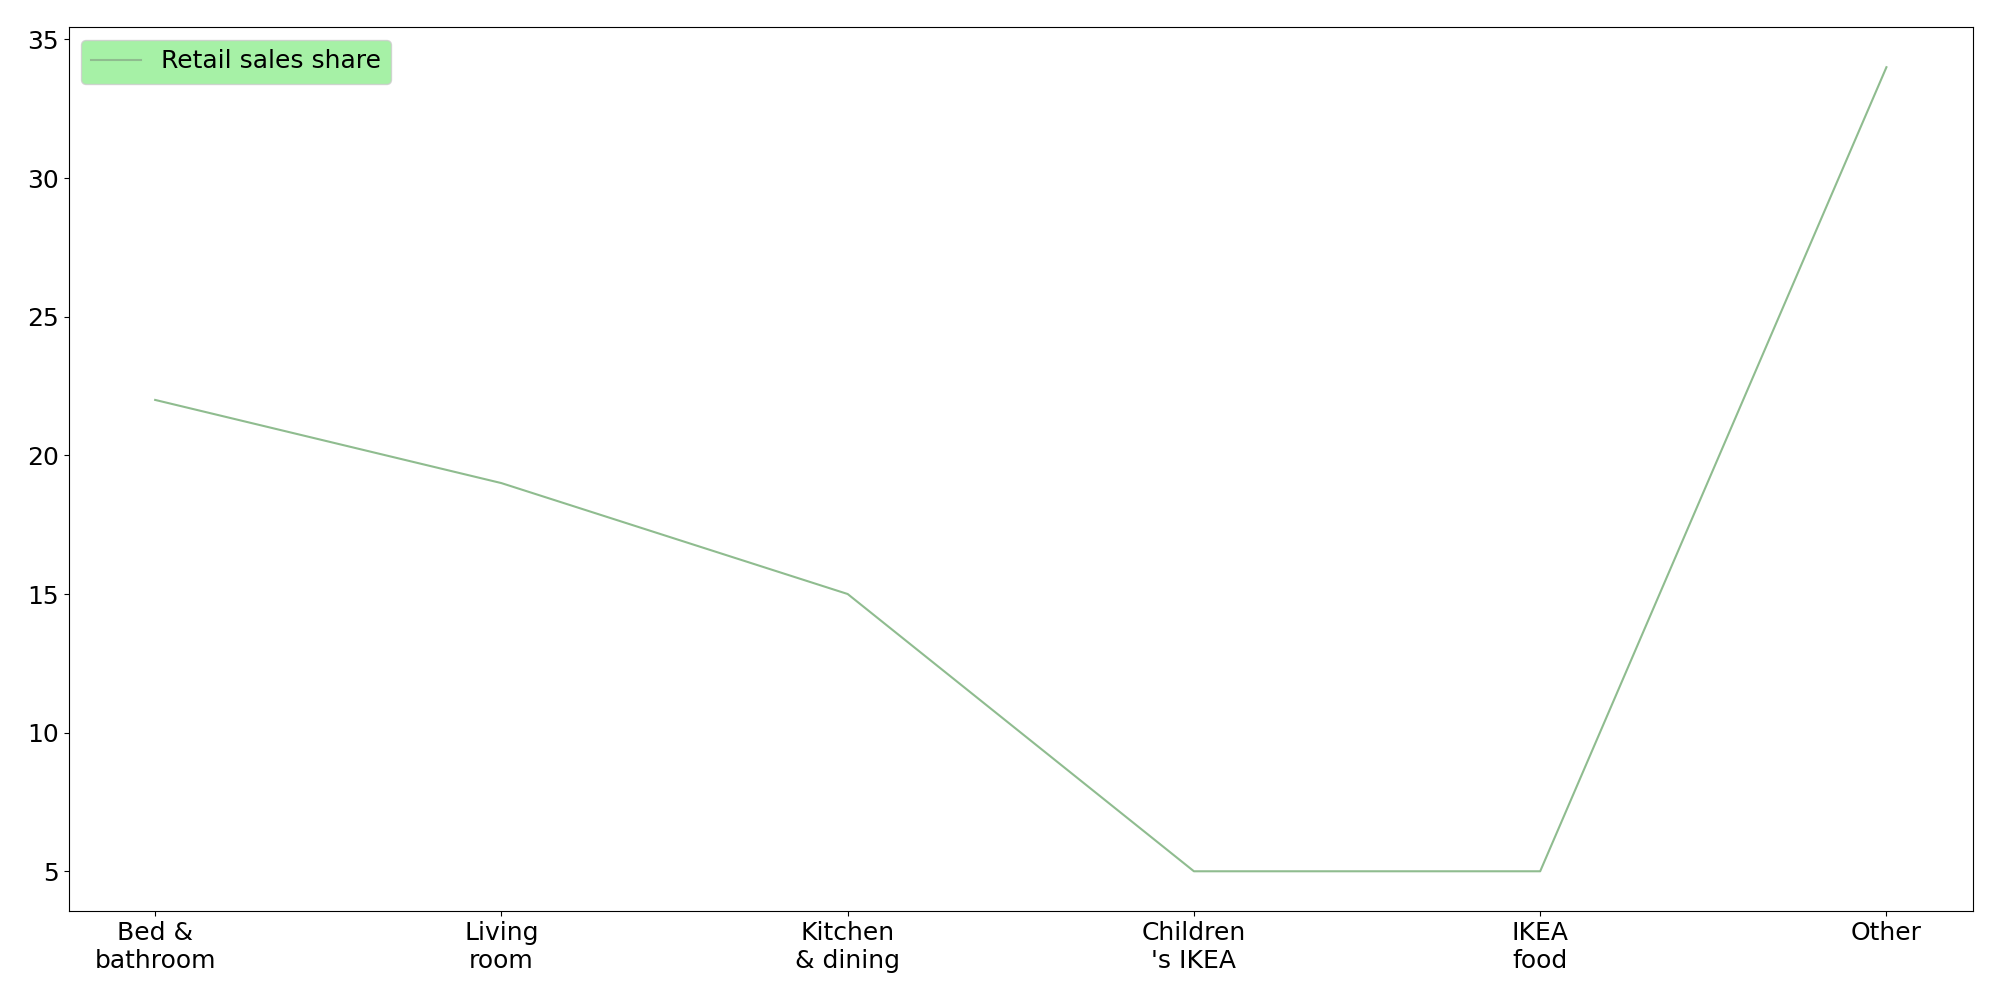 35
Retail sales share
30
25
20
15
10
5
Bed &
bathroom
Living
room
Kitchen
& dining
Children
's IKEA
IKEA
food
Other